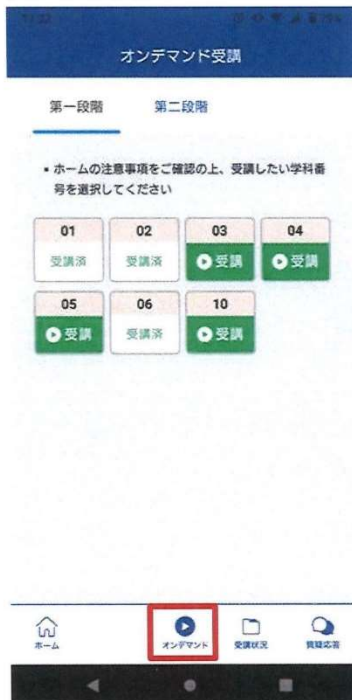 オンデマンド受講
第一段階 第二段階
▪ ホームの注意事項をご確認の上、受講したい学科番
号を選択してください
01 02 03 04
受講済 受講済 受講 受講
05 06 10
受講 受講済 受講
ホーム オンデマンド 受講状況 質疑応答